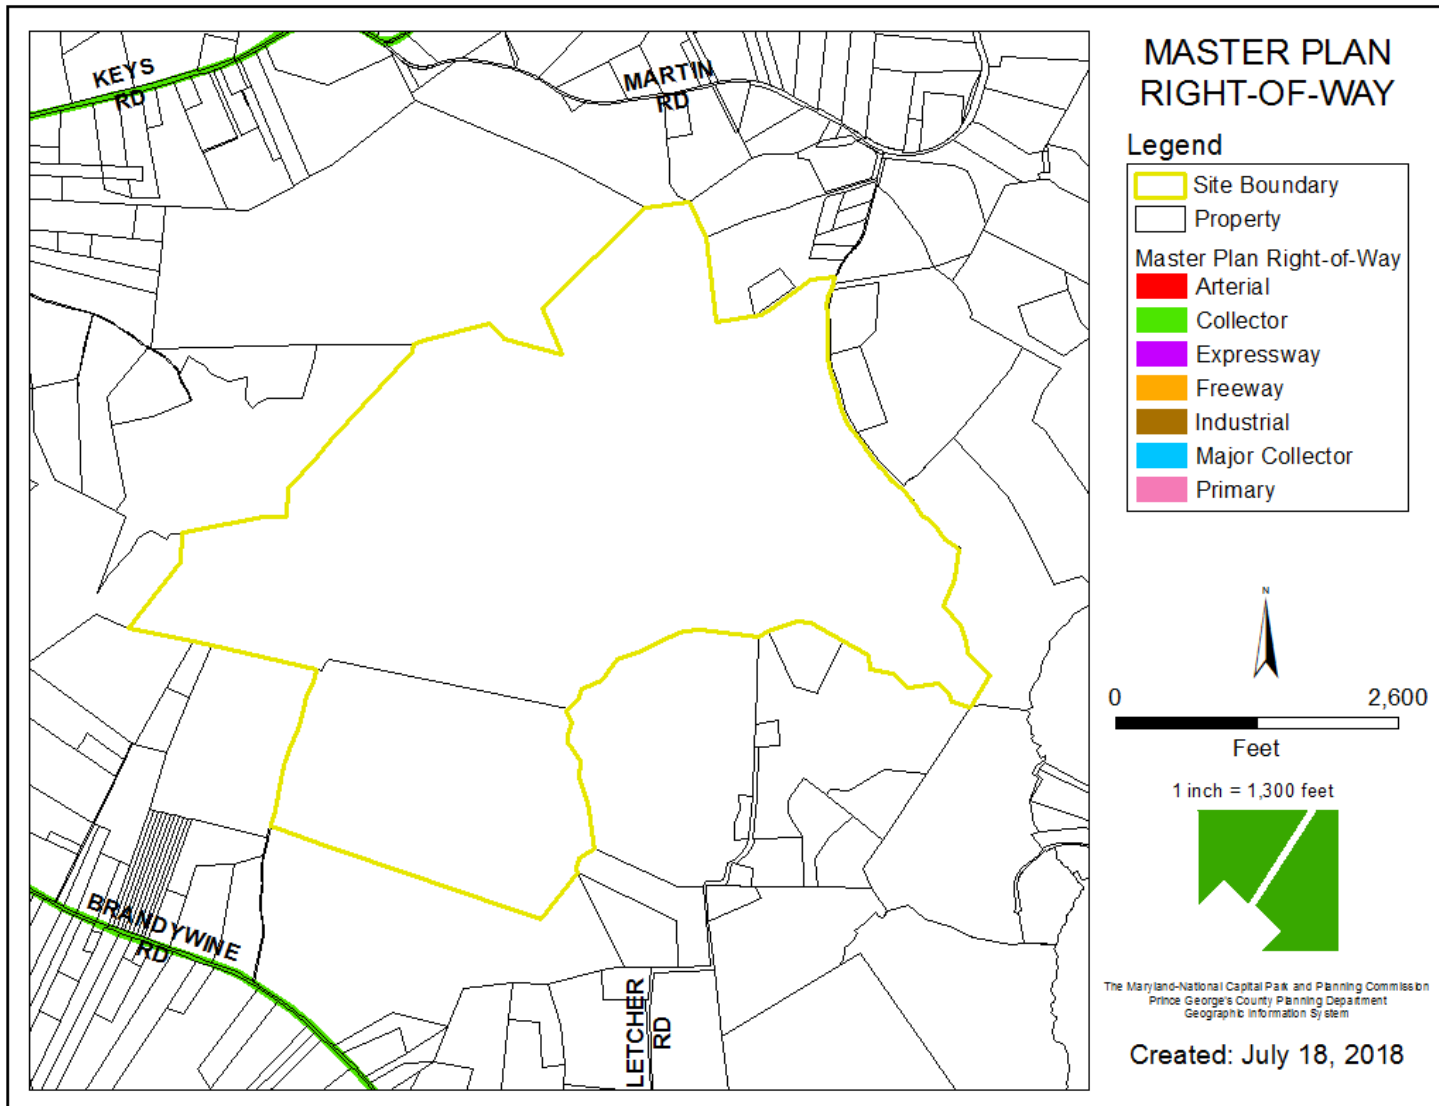 KEYS
RD
MARTIN
RD
BRANDYWINE
RD
LETCHER
RD
MASTER PLAN
RIGHT-OF-WAY
Legend
Site Boundary
Property
Master Plan Right-of-Way
Arterial
Collector
Expressway
Freeway
Industrial
Major Collector
Primary
N
0 2,600
Feet
1 inch = 1,300 feet
The Maryland-National Capital Park and Planning Commission
Prince George's County Planning Department
Geographic Information System
Created: July 18, 2018